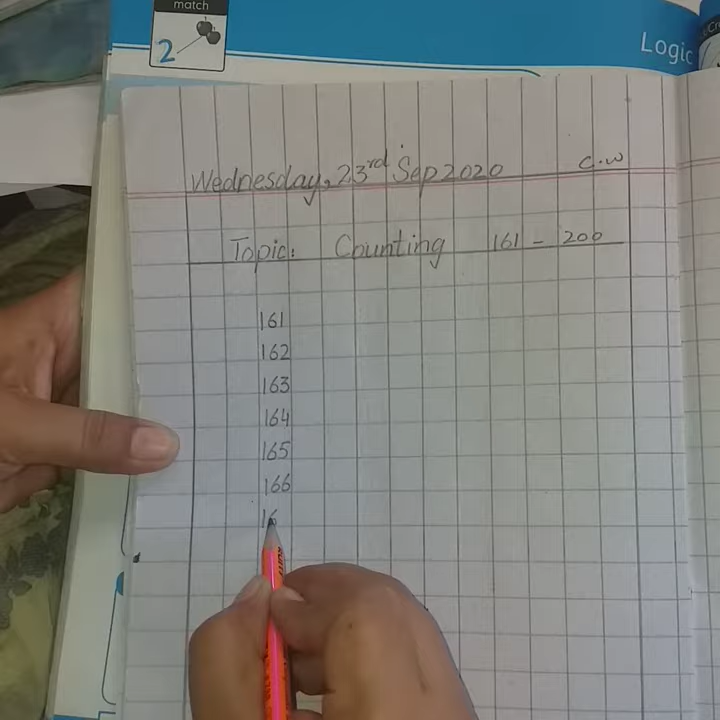 match
2
Logic
Wednesday, 23rd Sep 2020 C.W
Topic: Counting 161 - 200
161
162
163
164
165
166
16